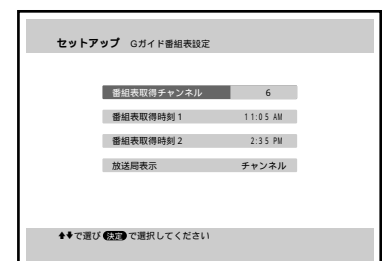 セットアップ Gガイド番組表設定
番組表取得チャンネル 6
番組表取得時刻1 11:05 AM
番組表取得時刻2 2:35 PM
放送局表示 チャンネル
♠♦で選び 決定 で選択してください